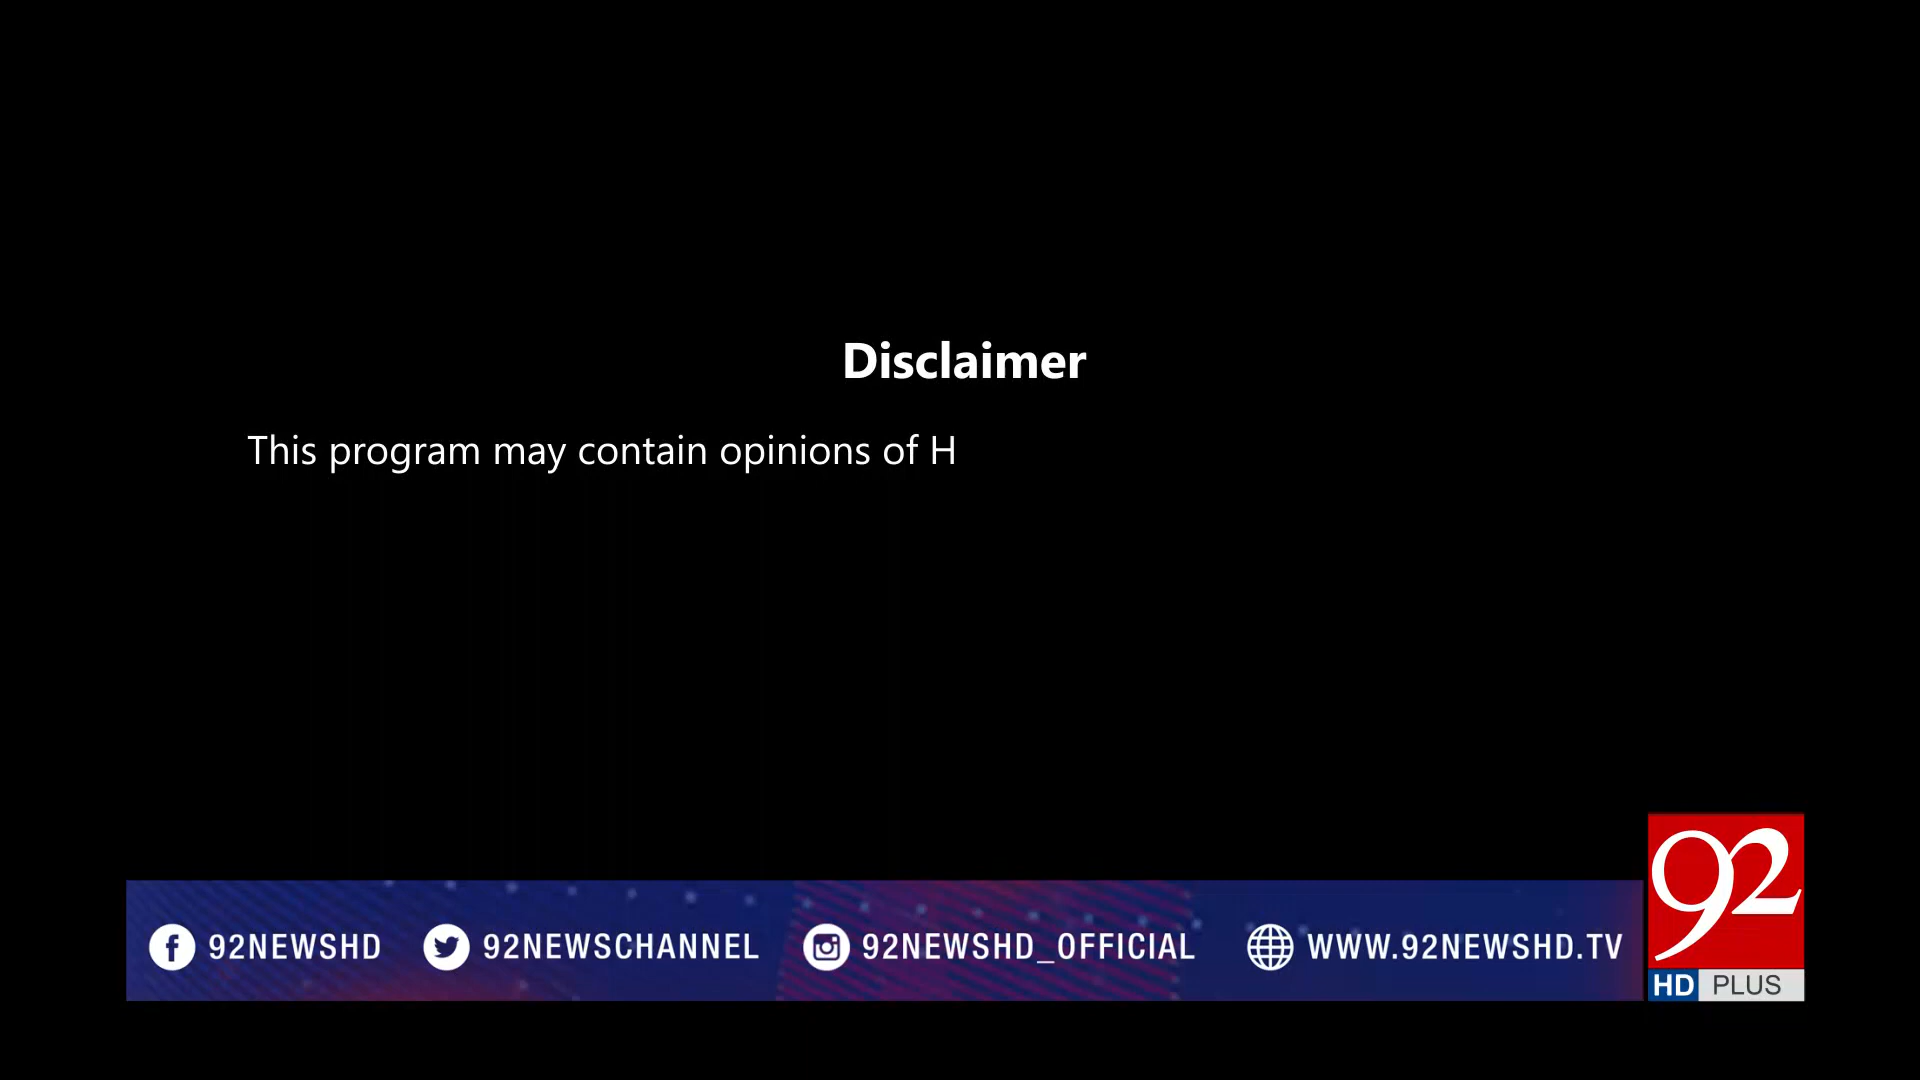 Disclaimer
This program may contain opinions of H
92NEWSHD 92NEWSCHANNEL 92NEWSHD_OFFICIAL WWW.92NEWSHD.TV
92
HD PLUS